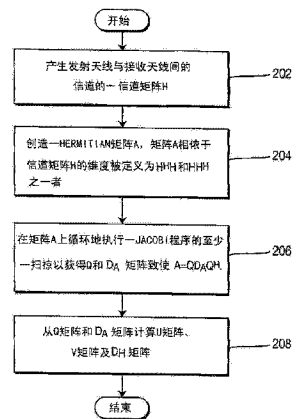 开始
产生发射天线与接收天线间的
信道的一信道矩阵H
202
创造一HERMITIAN矩阵A，矩阵A相依于
信道矩阵H的维度被定义为HHH和HHH
之一者
204
在矩阵A上循环地执行一JACOBI程序的至少
一扫掠以获得Q和DA 矩阵致使 A=QDAQH.
206
从Q矩阵和DA 矩阵计算U矩阵、
V矩阵及DH矩阵
208
结束